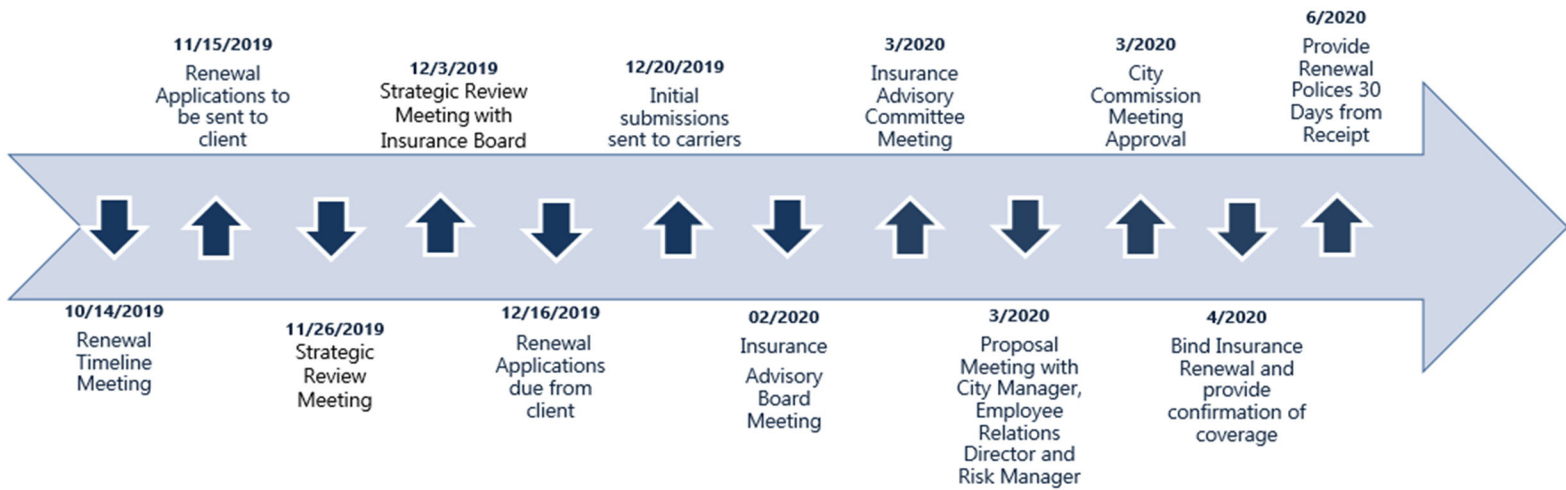 11/15/2019
Renewal
Applications to
be sent to
client
12/3/2019
Strategic Review
Meeting with
Insurance Board
12/20/2019
Initial
submissions
sent to carriers
3/2020
Insurance
Advisory
Committee
Meeting
3/2020
City
Commission
Meeting
Approval
6/2020
Provide
Renewal
Polices 30
Days from
Receipt
10/14/2019
Renewal
Timeline
Meeting
11/26/2019
Strategic
Review
Meeting
12/16/2019
Renewal
Applications
due from
client
02/2020
Insurance
Advisory
Board
Meeting
3/2020
Proposal
Meeting with
City Manager,
Employee
Relations
Director and
Risk Manager
4/2020
Bind Insurance
Renewal and
provide
confirmation of
coverage